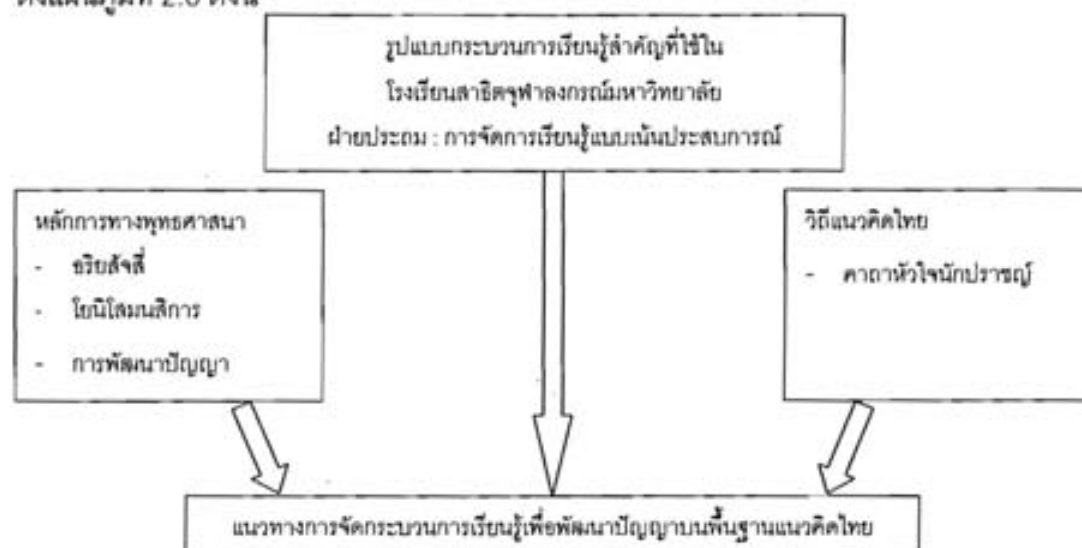 รูปแบบกระบวนการเรียนรู้สำคัญที่ใช้ใน
โรงเรียนสาธิตจุฬาลงกรณ์มหาวิทยาลัย
ฝ่ายประถม : การจัดการเรียนรู้แบบเน้นประสบการณ์
หลักการทางพุทธศาสนา
- อริยสัจสี่
- โยนิโสมนสิการ
- การพัฒนาปัญญา
วิถีแนวคิดไทย
- คาถาหัวใจนักปราชญ์
แนวทางการจัดกระบวนการเรียนรู้เพื่อพัฒนาปัญญาบนพื้นฐานแนวคิดไทย